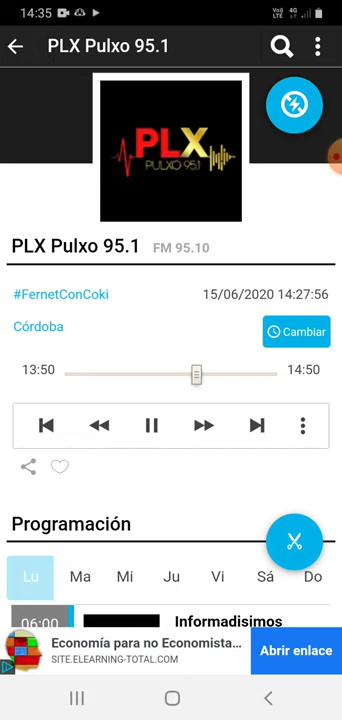 14:35
Vo)) LTE 4G
PLX Pulxo 95.1
PLX
PULXO 95.1
PLX Pulxo 95.1 FM 95.10
#FernetConCoki 15/06/2020 14:27:56
Córdoba
Cambiar
13:50 14:50
Programación
Lu Ma Mi Ju Vi Sá Do
06:00 Informadisimos
Economía para no Economista...
SITE.ELEARNING-TOTAL.COM
Abrir enlace